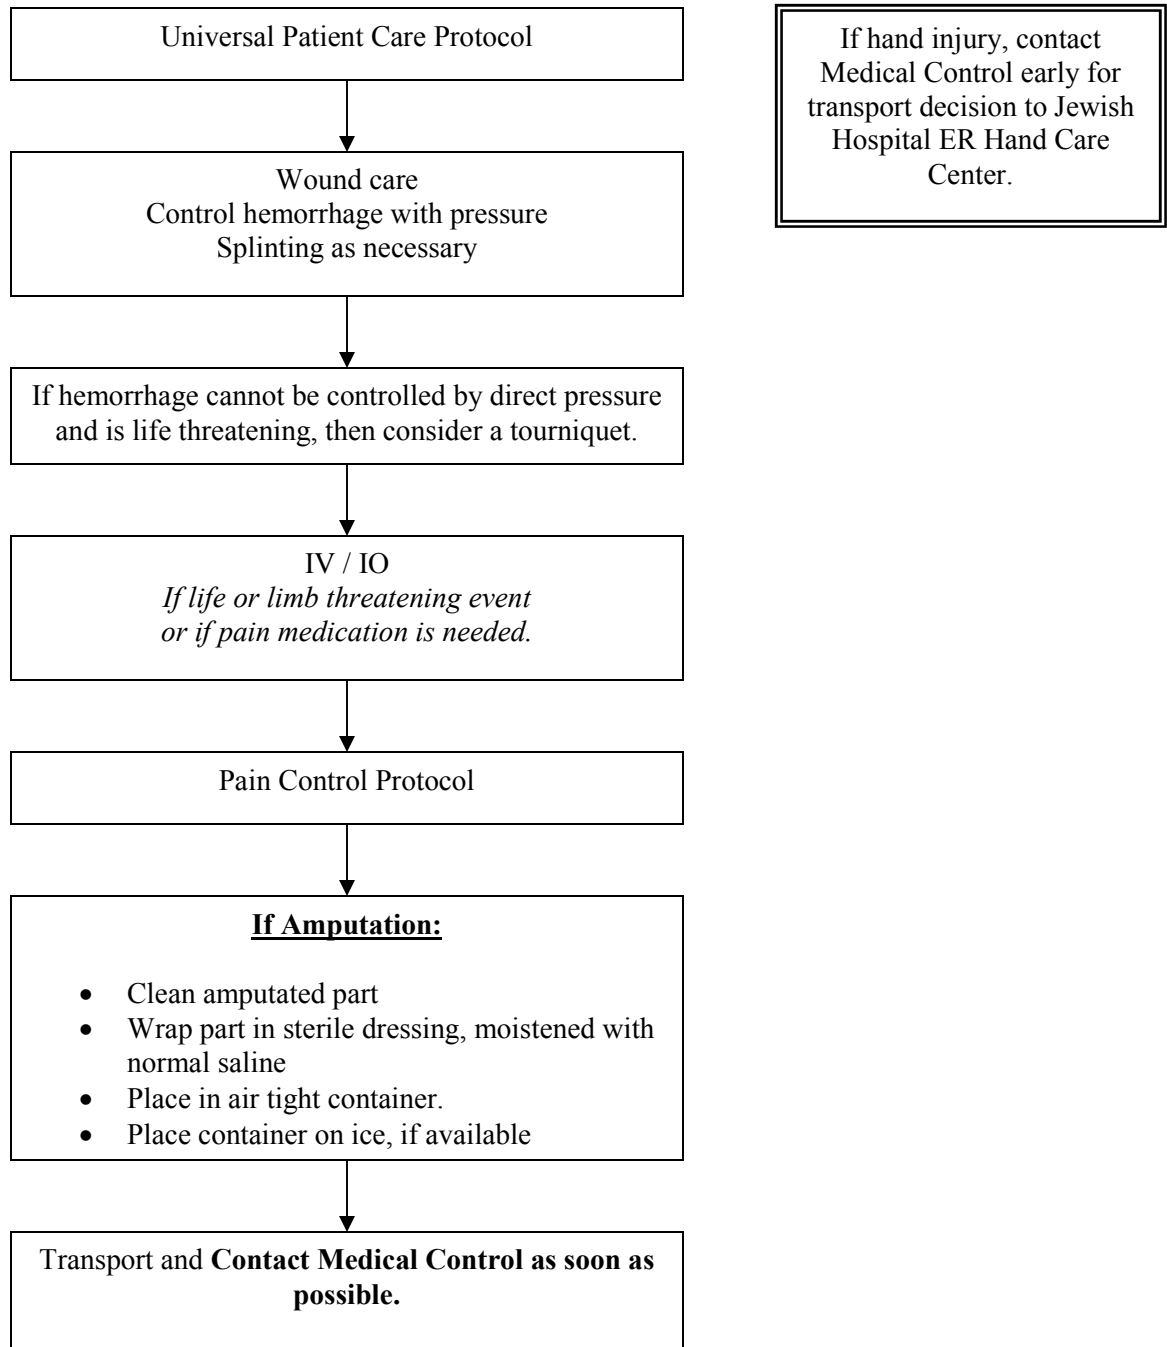 Universal Patient Care Protocol
If hand injury, contact
Medical Control early for
transport decision to Jewish
Hospital ER Hand Care
Center.
Wound care
Control hemorrhage with pressure
Splinting as necessary
If hemorrhage cannot be controlled by direct pressure
and is life threatening, then consider a tourniquet.
IV / IO
If life or limb threatening event
or if pain medication is needed.
Pain Control Protocol
If Amputation:
• Clean amputated part
• Wrap part in sterile dressing, moistened with
normal saline
• Place in air tight container.
• Place container on ice, if available
Transport and Contact Medical Control as soon as
possible.